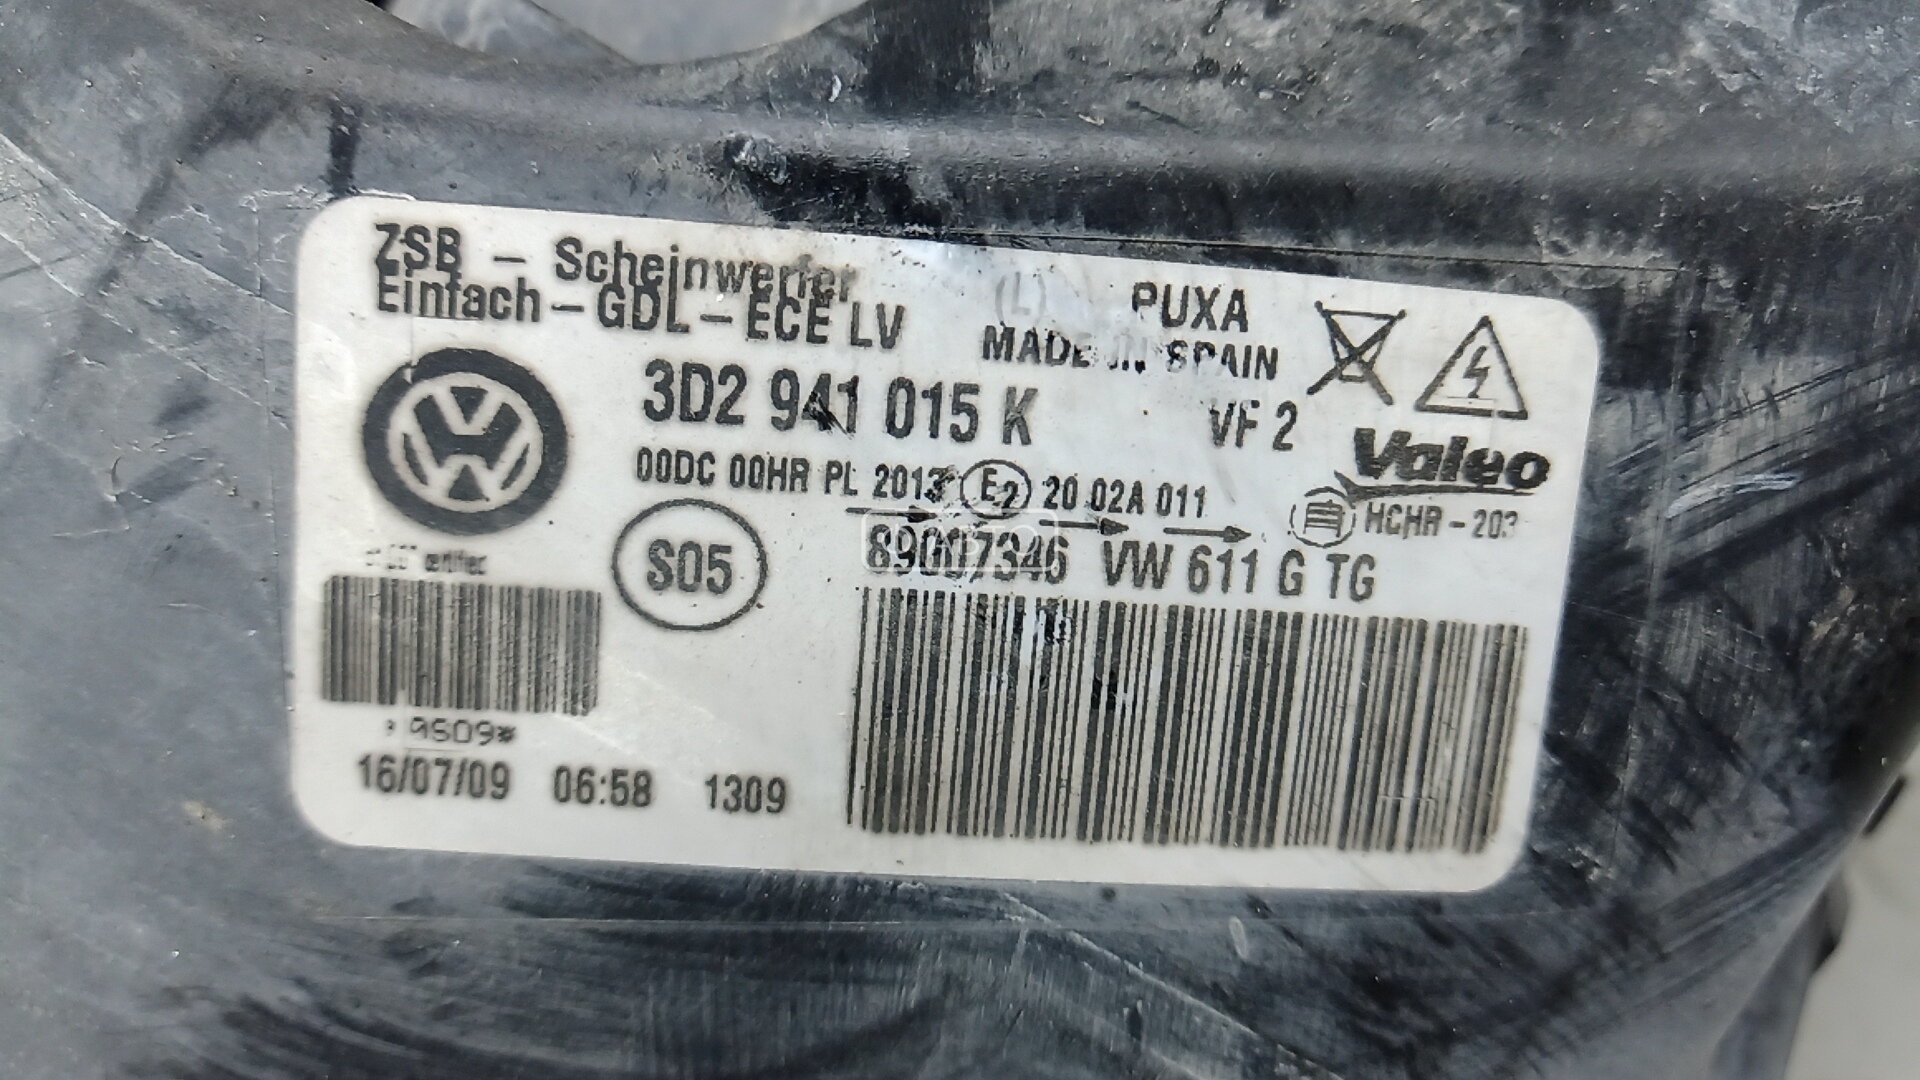 ZSB - Scheinwerfer
Einfach-GDL-ECE LV
(L)
PUXA
MADE IN SPAIN
3D2 941 015 K
VF 2
Valeo
00DC 00HR PL 2013 E2 20 02A 011
HCHR-203
S05
89007346 VW 611 G TG
16/07/09 06:58 1309